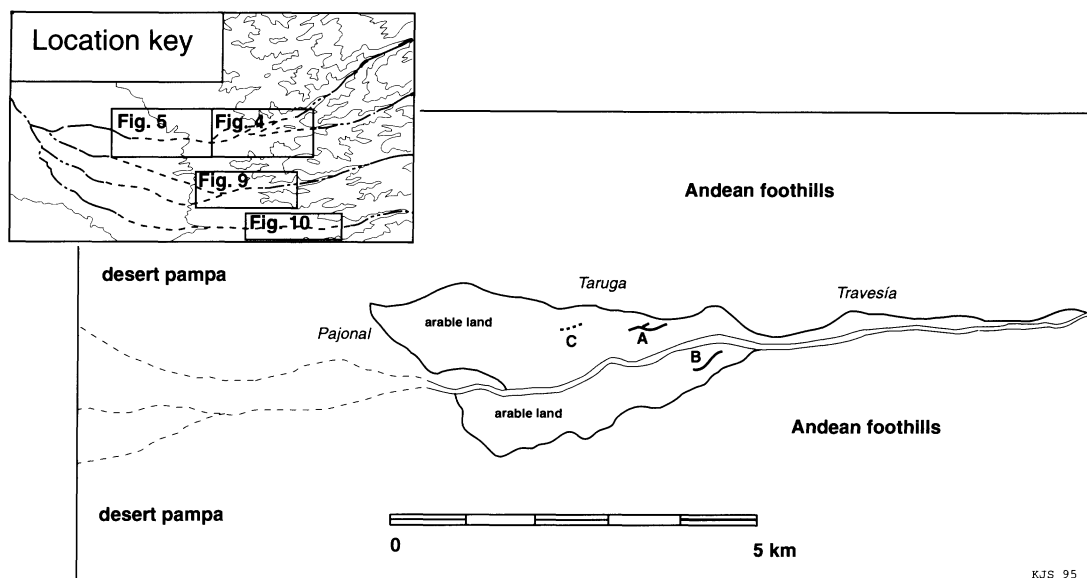 Location key
Fig. 5
Fig. 4
Fig. 9
Fig. 10
Andean foothills
desert pampa
Taruga
Travesía
Pajonal
arable land
C
A
B
arable land
Andean foothills
desert pampa
0
5 km
KJS 95